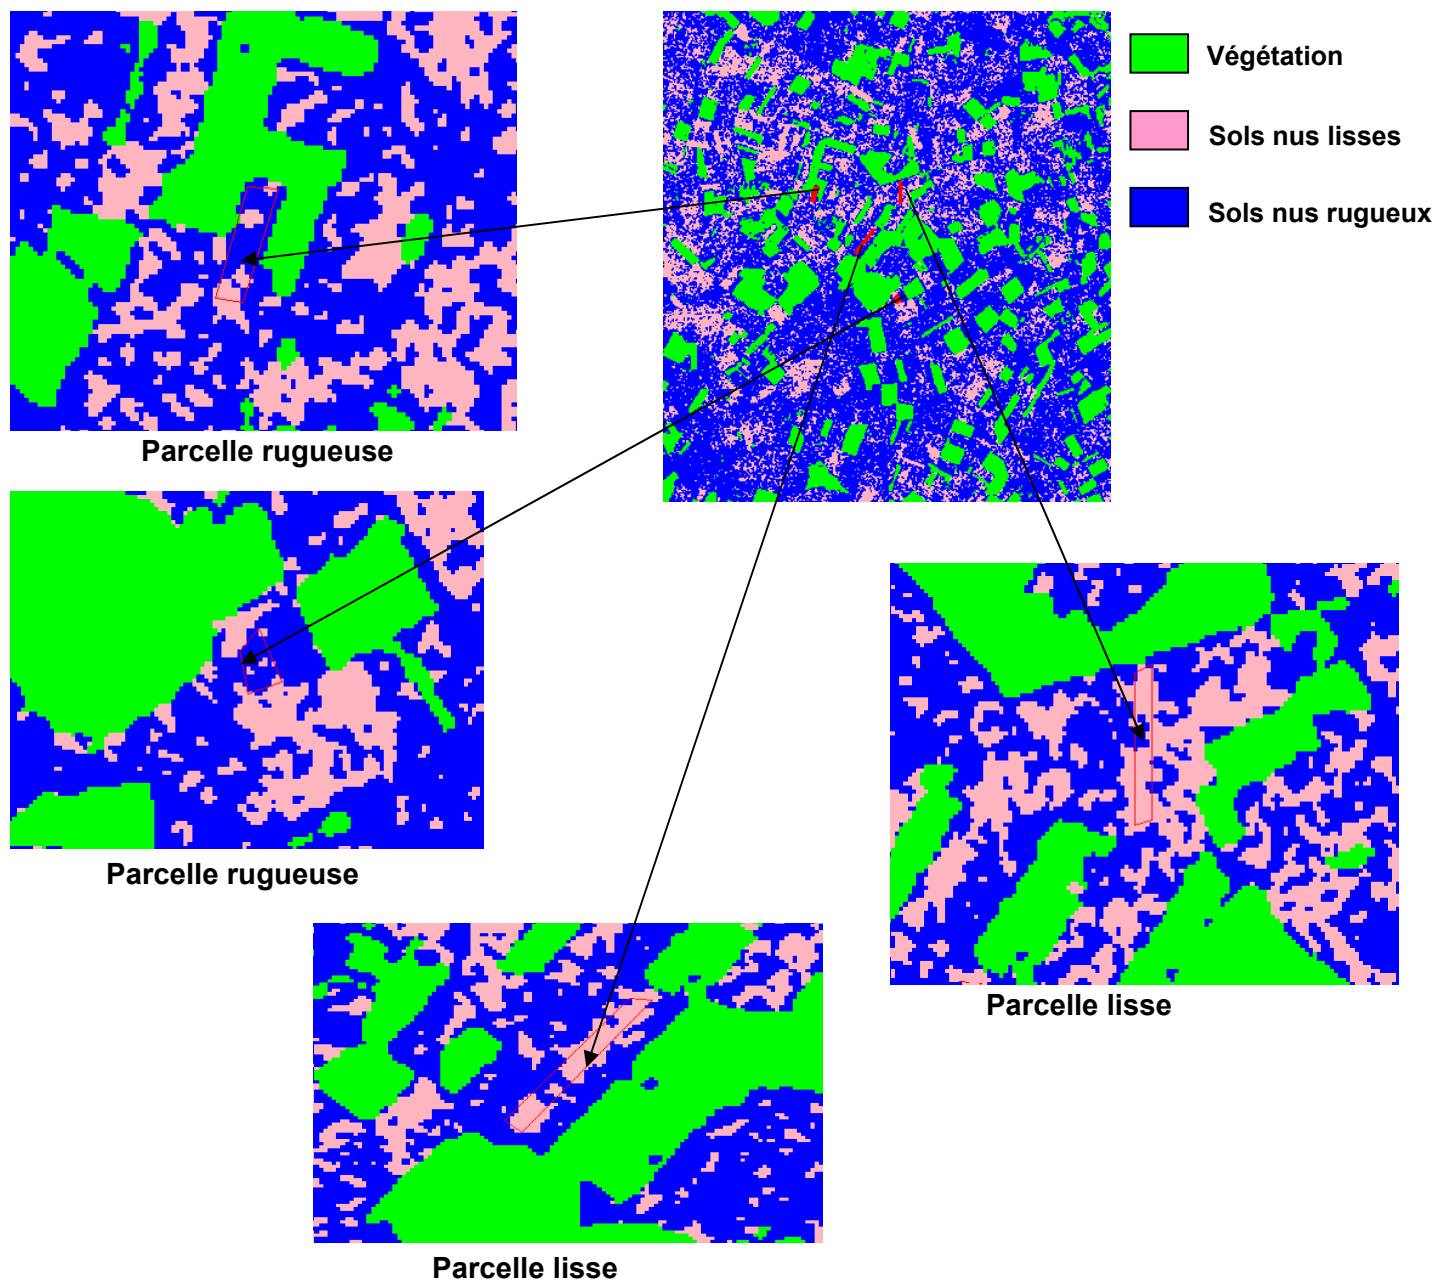 Végétation
Sols nus lisses
Sols nus rugueux
Parcelle rugueuse
Parcelle rugueuse
Parcelle lisse
Parcelle lisse